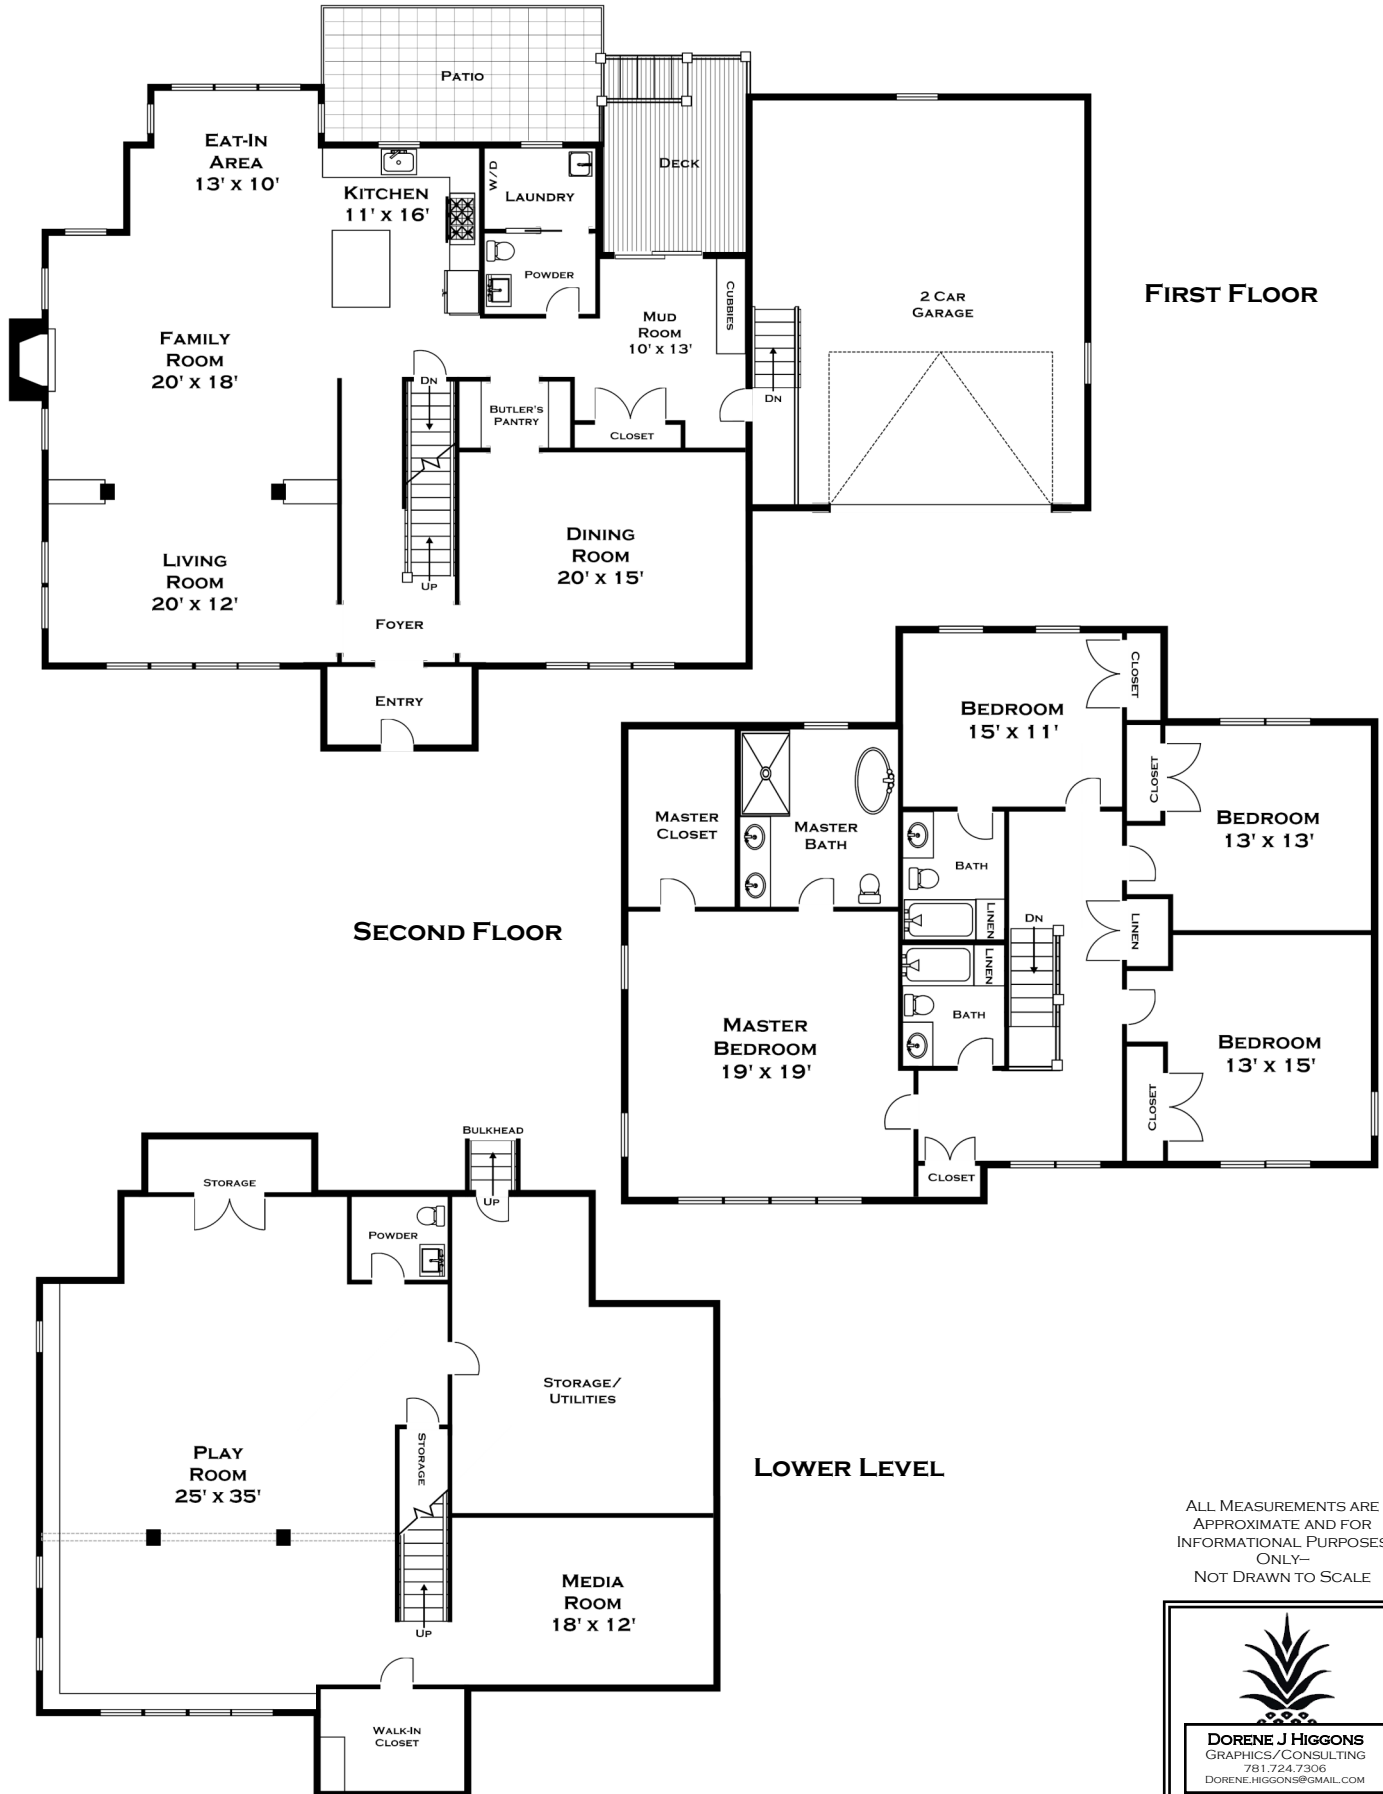 PATIO
EAT-IN
AREA
13' X 10'
KITCHEN
11' X 16'
W/D
LAUNDRY
DECK
POWDER
CUBBIES
MUD
ROOM
10' X 13'
2 CAR
GARAGE
FIRST FLOOR
FAMILY
ROOM
20' X 18'
DN
BUTLER'S
PANTRY
CLOSET
DN
LIVING
ROOM
20' X 12'
UP
DINING
ROOM
20' X 15'
FOYER
ENTRY
SECOND FLOOR
BEDROOM
15' X 11'
CLOSET
CLOSET
BEDROOM
13' X 13'
MASTER
CLOSET
MASTER
BATH
BATH
LINEN
LINEN
DN
LINEN
BATH
MASTER
BEDROOM
19' X 19'
BEDROOM
13' X 15'
CLOSET
CLOSET
BULKHEAD
UP
STORAGE
POWDER
STORAGE/
UTILITIES
STORAGE
PLAY
ROOM
25' X 35'
LOWER LEVEL
MEDIA
ROOM
18' X 12'
UP
WALK-IN
CLOSET
ALL MEASUREMENTS ARE
APPROXIMATE AND FOR
INFORMATIONAL PURPOSES
ONLY–
NOT DRAWN TO SCALE
DORENE J HIGGONS
GRAPHICS/CONSULTING
781.724.7306
DORENE.HIGGONS@GMAIL.COM